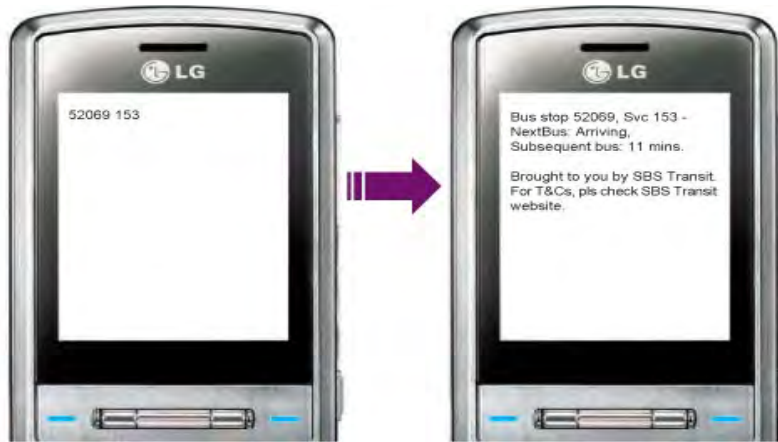 LG
52069 153
LG
Bus stop 52069, Svc 153 -
NextBus: Arriving,
Subsequent bus: 11 mins.
Brought to you by SBS Transit.
For T&Cs, pls check SBS Transit
website.